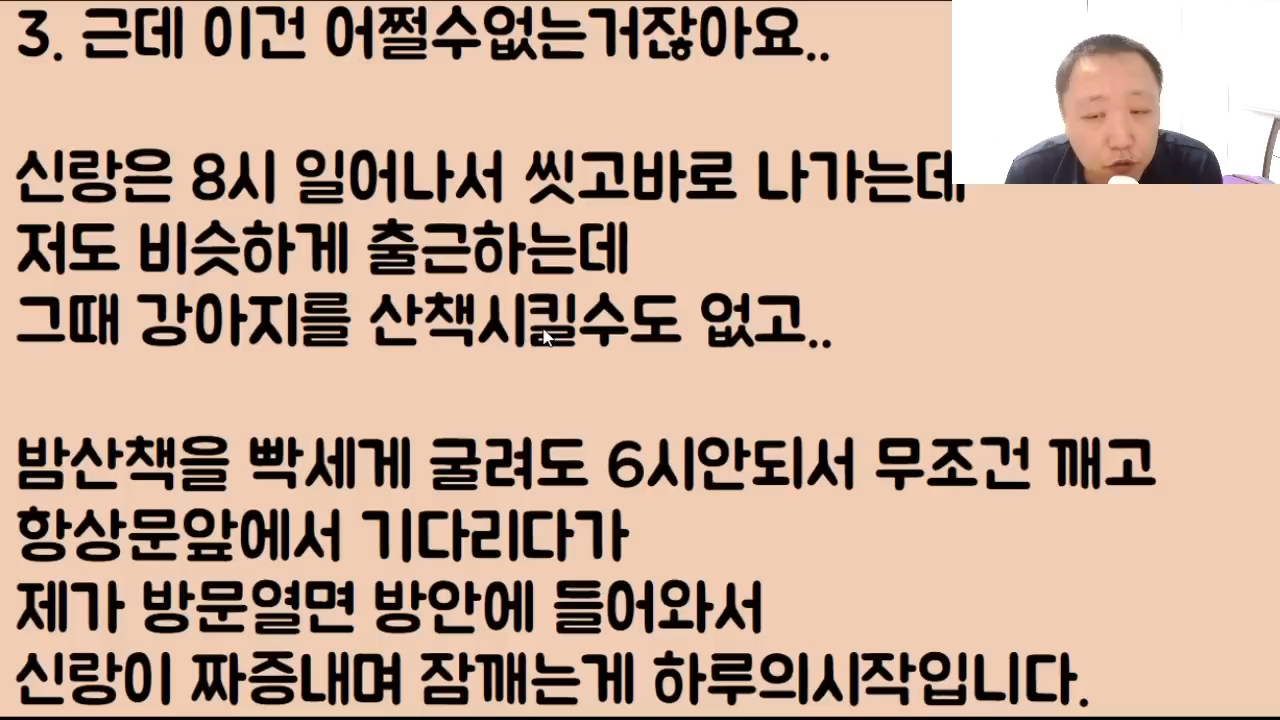 3. 근데 이건 어쩔수없는거잖아요..
신랑은 8시 일어나서 씻고바로 나가는데
저도 비슷하게 출근하는데
그때 강아지를 산책시킬수도 없고..
밤산책을 빡세게 굴려도 6시안되서 무조건 깨고
항상문앞에서 기다리다가
제가 방문열면 방안에 들어와서
신랑이 짜증내며 잠깨는게 하루의시작입니다.